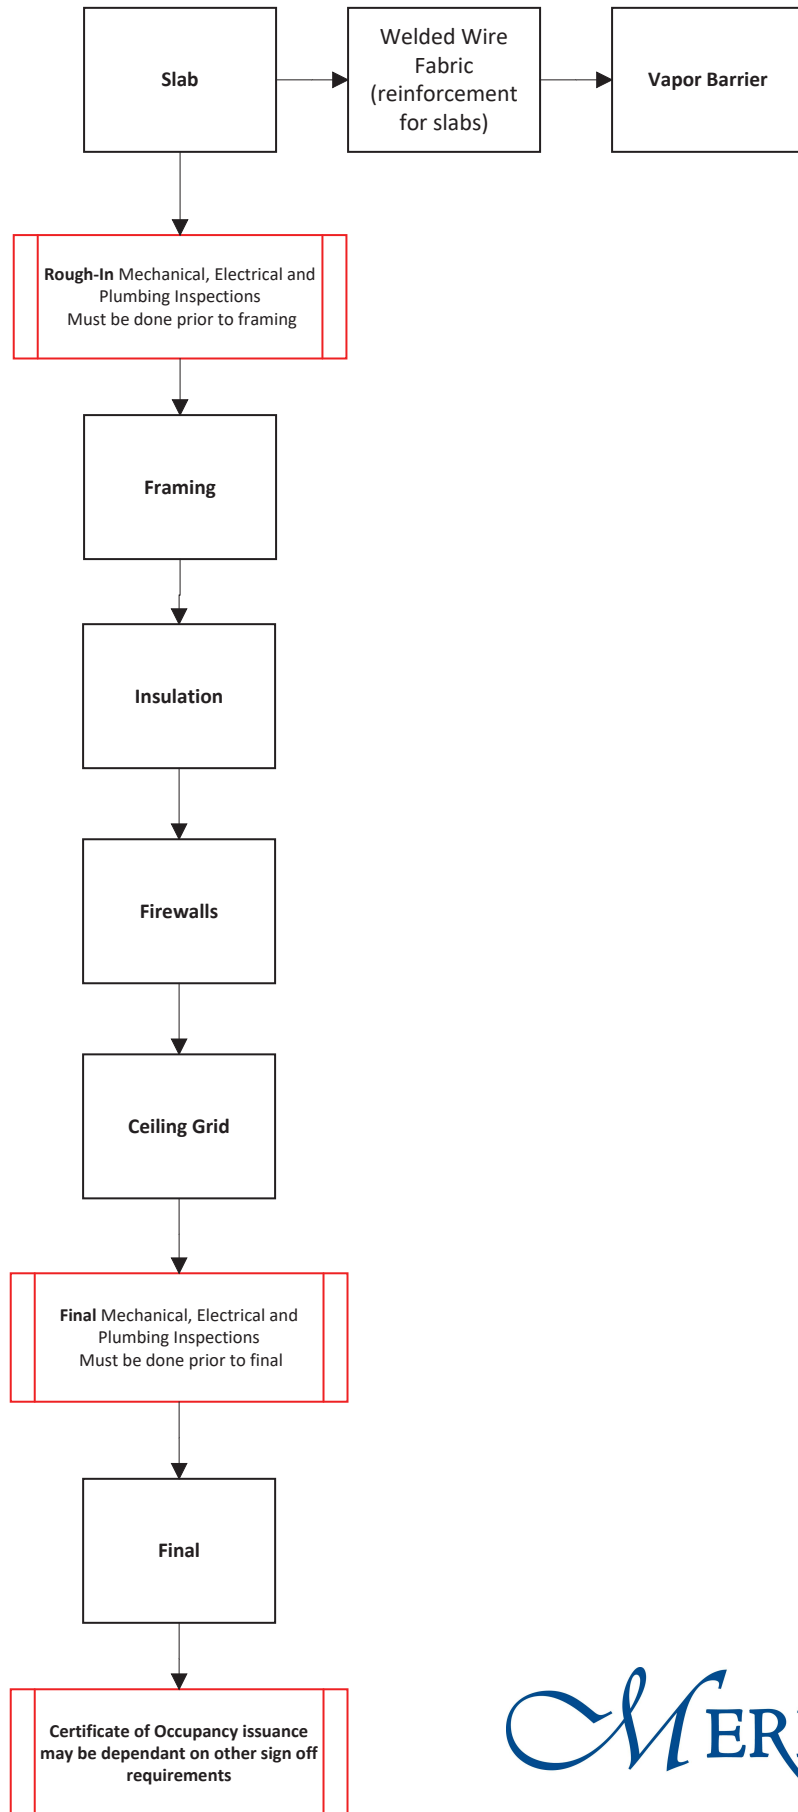 Slab
Welded Wire
Fabric
(reinforcement
for slabs)
Vapor Barrier
Rough-In Mechanical, Electrical and
Plumbing Inspections
Must be done prior to framing
Framing
Insulation
Firewalls
Ceiling Grid
Final Mechanical, Electrical and
Plumbing Inspections
Must be done prior to final
Final
Certificate of Occupancy issuance
may be dependant on other sign off
requirements